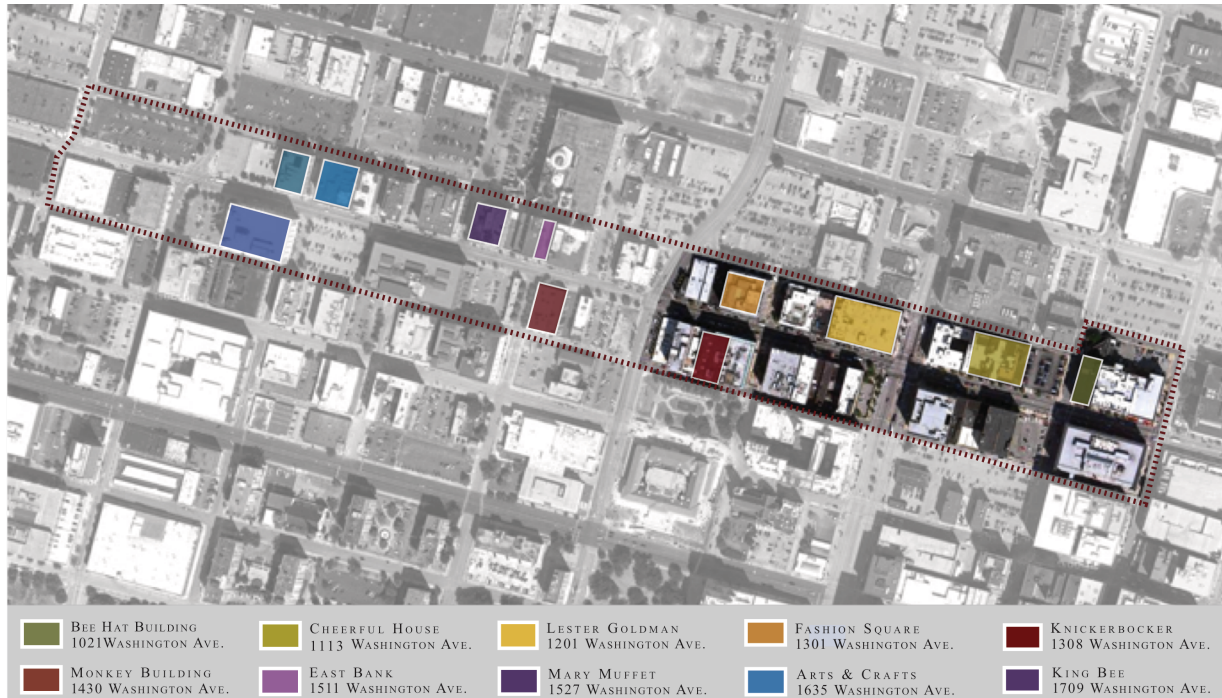 BEE HAT BUILDING
1021WASHINGTON AVE.
CHEERFUL HOUSE
1113 WASHINGTON AVE.
LESTER GOLDMAN
1201 WASHINGTON AVE.
FASHION SQUARE
1301W ASHINGTON AVE.
KNICKERBOCKER
1308 WASHINGTON AVE.
MONKEY BUILDING
1430 WASHINGTON AVE.
EAST BANK
1511 WASHINGTON AVE.
MARY MUFFET
1527 WASHINGTON AVE.
ARTS & CRAFTS
1635 WASHINGTON AVE.
KING BEE
1709 WASHINGTON AVE.